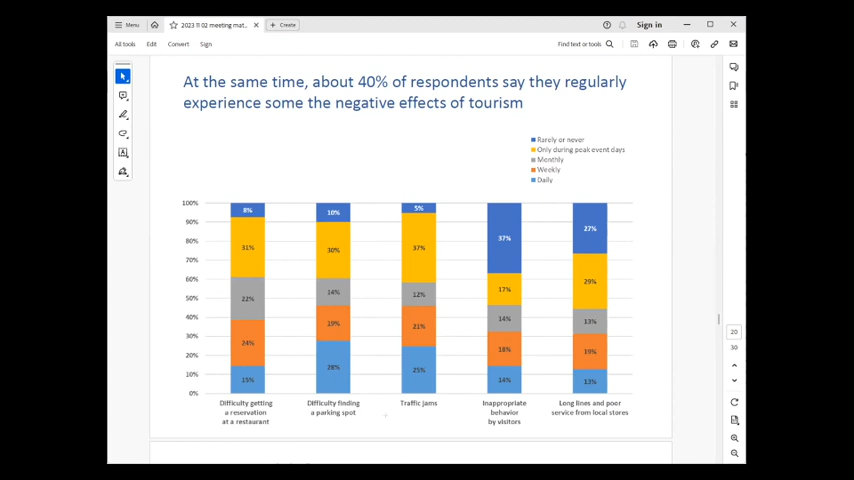 Menu
2023 11 02 meeting mat...
Create
Sign in
All tools
Edit
Convert
Sign
Find text or tools
At the same time, about 40% of respondents say they regularly
experience some the negative effects of tourism
Rarely or never
Only during peak event days
Monthly
Weekly
Daily
100%
90%
80%
70%
60%
50%
40%
30%
20%
10%
0%
8%
31%
22%
24%
15%
10%
30%
14%
19%
28%
5%
37%
12%
21%
25%
37%
17%
14%
18%
14%
27%
29%
13%
19%
13%
Difficulty getting
a reservation
at a restaurant
Difficulty finding
a parking spot
Traffic jams
Inappropriate
behavior
by visitors
Long lines and poor
service from local stores
20
30